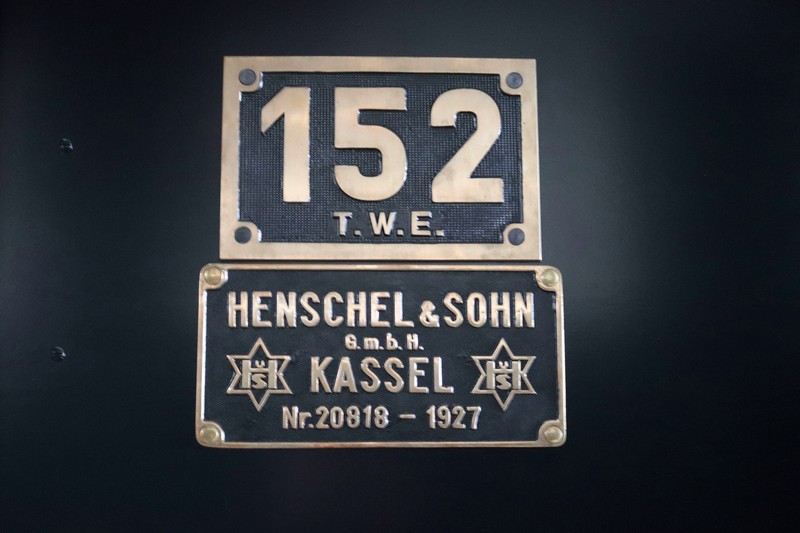 152
T.W.E.
HENSCHEL & SOHN
G.m.b.H.
KASSEL
Nr. 20818 - 1927